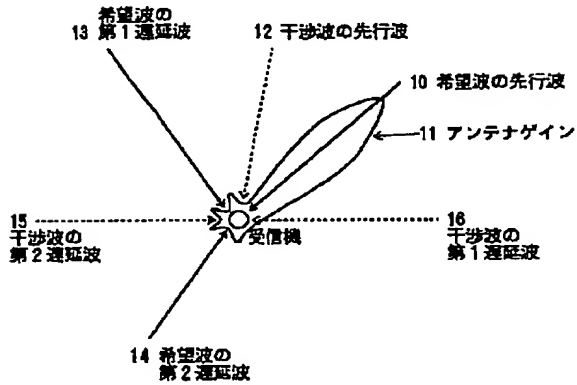 希望波の
13 第１遅延波
12 干渉波の先行波
10 希望波の先行波
11 アンテナゲイン
15
干渉波の
第２遅延波
受信機
16
干渉波の
第１遅延波
14 希望波の
第２遅延波